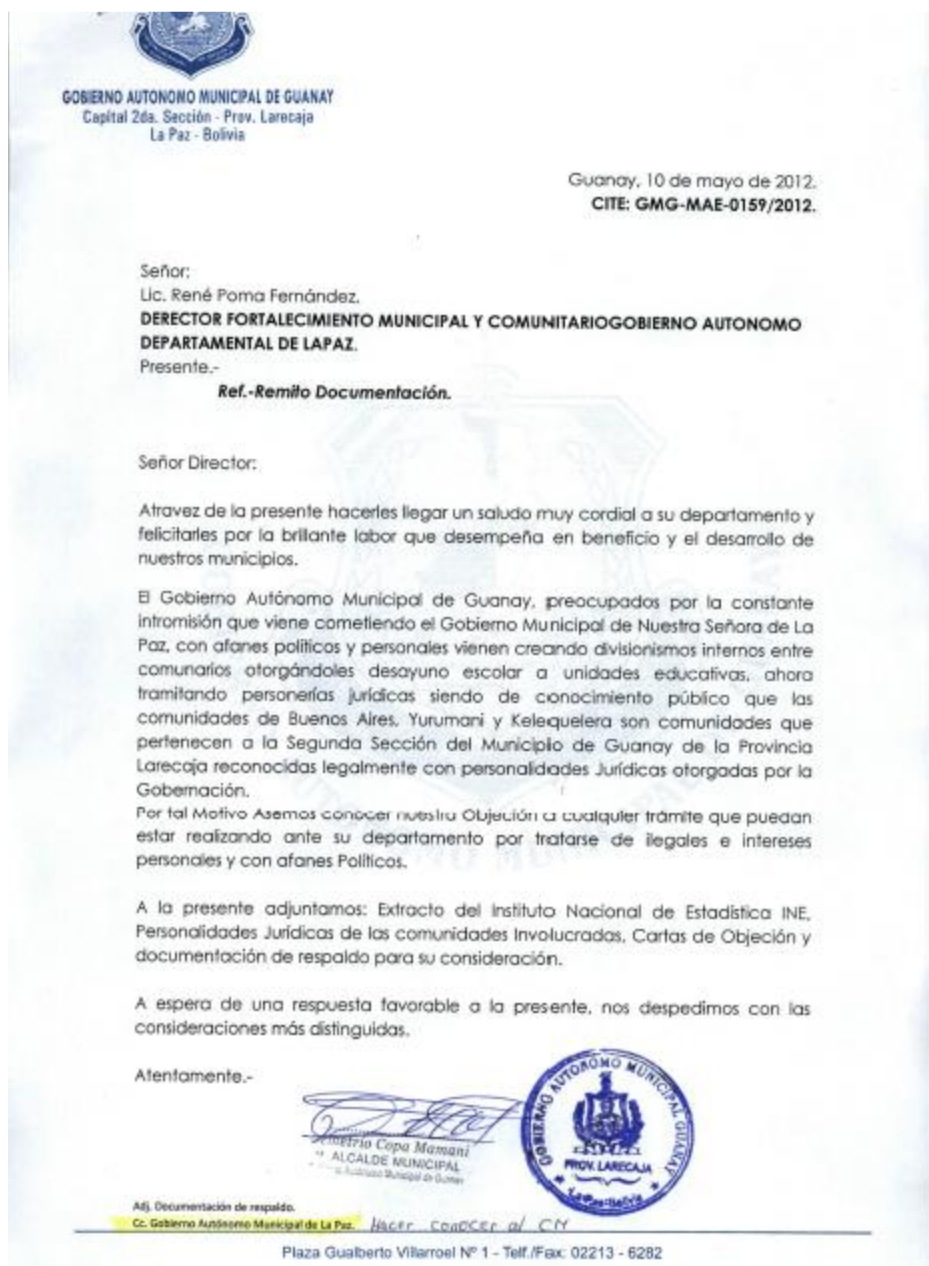 GOBIERNO AUTONOMO MUNICIPAL DE GUANAY
Capital 2da. Sección - Prov. Larecaja
La Paz - Bolivia
Guanay, 10 de mayo de 2012.
CITE: GMG-MAE-0159/2012.
Señor:
Lic. René Poma Fernández.
DERECTOR FORTALECIMIENTO MUNICIPAL Y COMUNITARIOGOBIERNO AUTONOMO
DEPARTAMENTAL DE LAPAZ.
Presente.-
Ref.-Remito Documentación.
Señor Director:
Atravez de la presente hacerles llegar un saludo muy cordial a su departamento y
felicitarles por la brillante labor que desempeña en beneficio y el desarrollo de
nuestros municipios.
El Gobierno Autónomo Municipal de Guanay, preocupados por la constante
intromisión que viene cometiendo el Gobierno Municipal de Nuestra Señora de La
Paz, con afanes políticos y personales vienen creando divisionismos internos entre
comunarios otorgándoles desayuno escolar a unidades educativas, ahora
tramitando personerías jurídicas siendo de conocimiento público que las
comunidades de Buenos Aires, Yurumani y Kelequelera son comunidades que
pertenecen a la Segunda Sección del Municipio de Guanay de la Provincia
Larecaja reconocidas legalmente con personalidades Jurídicas otorgadas por la
Gobernación.
Por tal Motivo Asemos conocer nuestra Objeción a cualquier trámite que puedan
estar realizando ante su departamento por tratarse de ilegales e intereses
personales y con afanes Políticos.
A la presente adjuntamos: Extracto del Instituto Nacional de Estadística INE,
Personalidades Jurídicas de las comunidades Involucradas, Cartas de Objeción y
documentación de respaldo para su consideración.
A espera de una respuesta favorable a la presente, nos despedimos con las
consideraciones más distinguidas.
Atentamente.-
Copa Mamani
ALCALDE MUNICIPAL
GOBIERNO AUTONOMO MUNICIPAL GUANAY
PROV. LARECAJA
La Paz-Bolivia
Adj. Documentación de respaldo.
Cc. Gobierno Autónomo Municipal de La Paz. Hacer conocer al CM
Plaza Gualberto Villarroel Nº 1 - Telf./Fax: 02213 - 6282